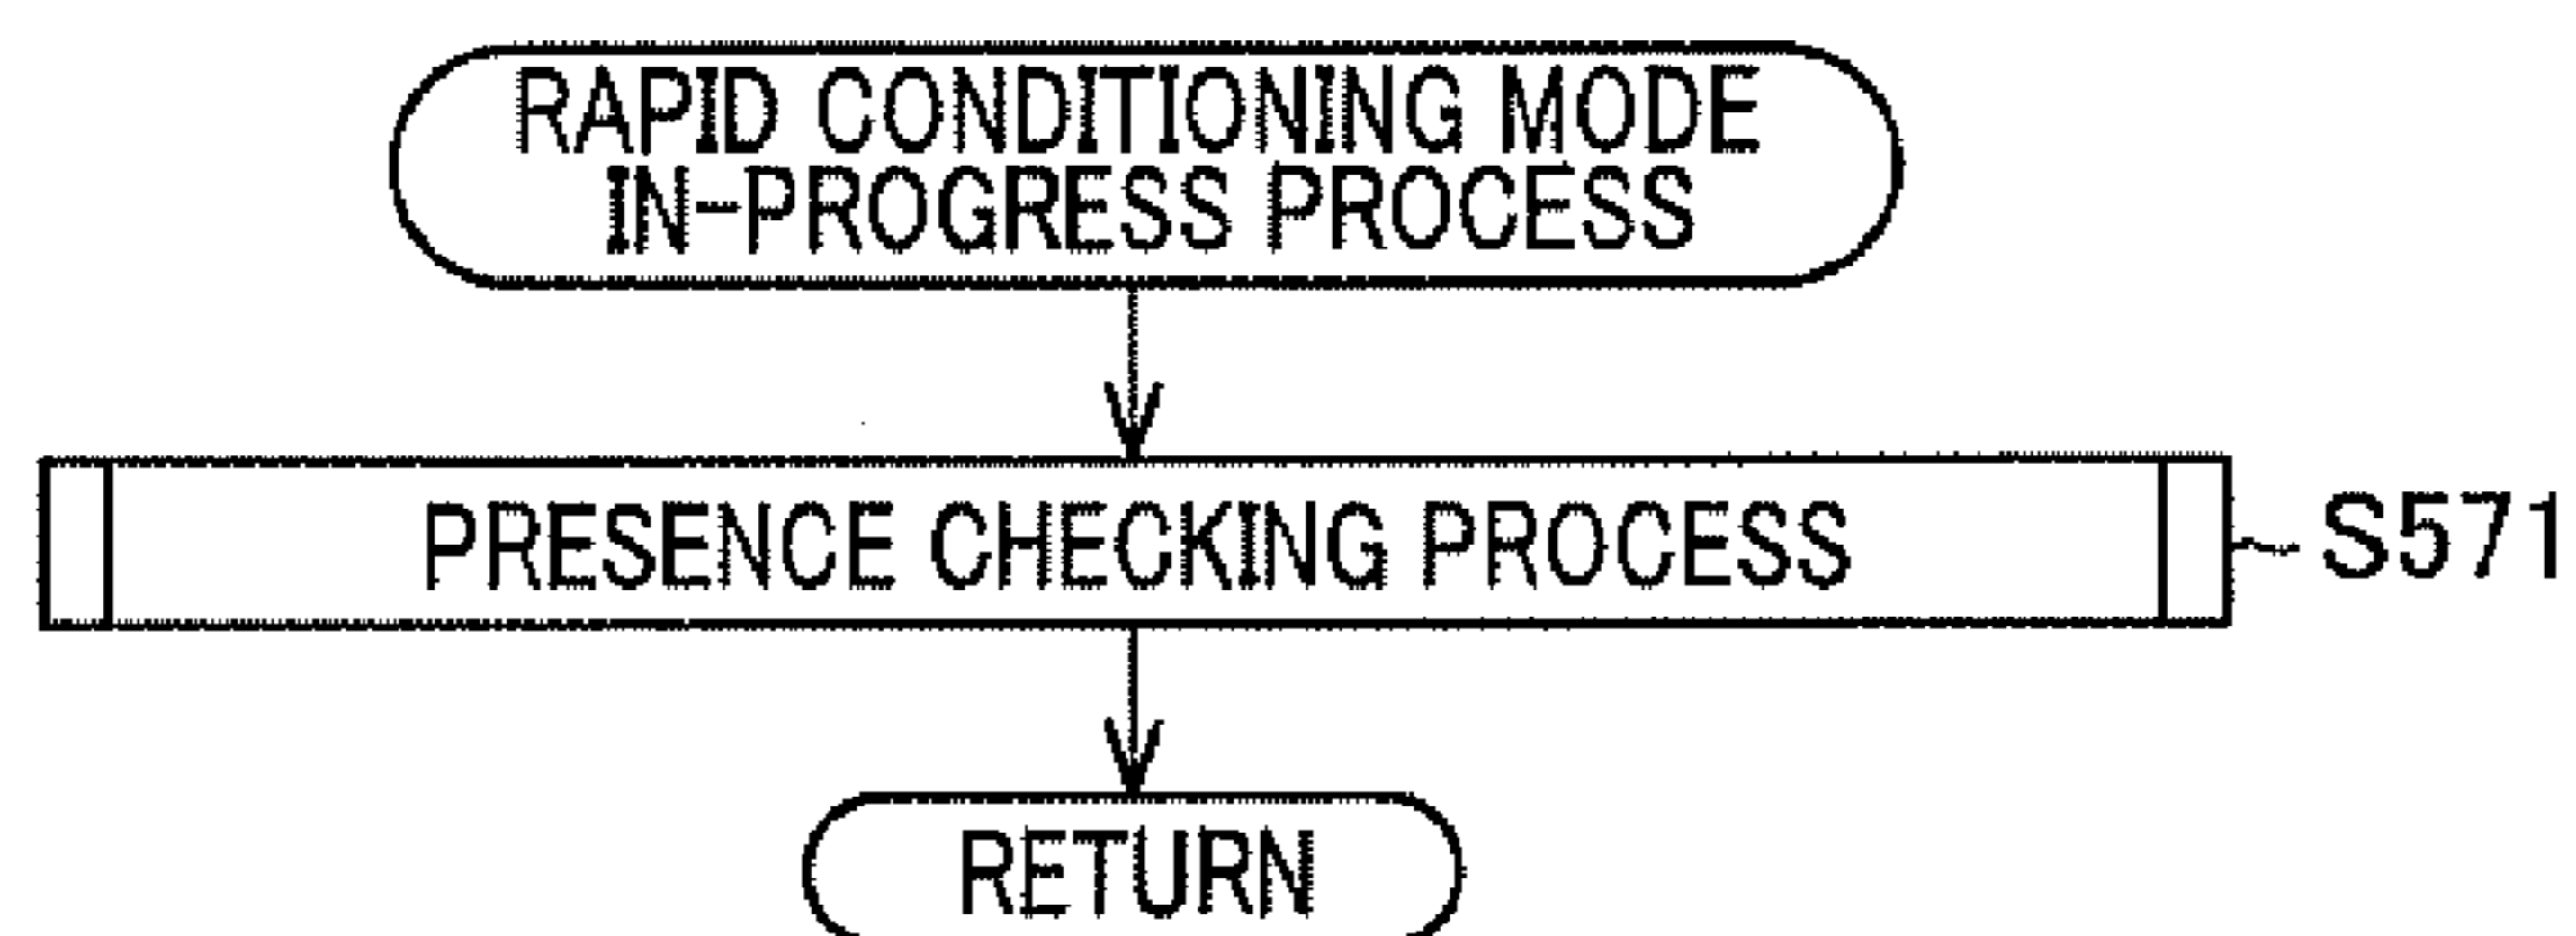 RAPID CONDITIONING MODE
IN-PROGRESS PROCESS
PRESENCE CHECKING PROCESS
S571
RETURN